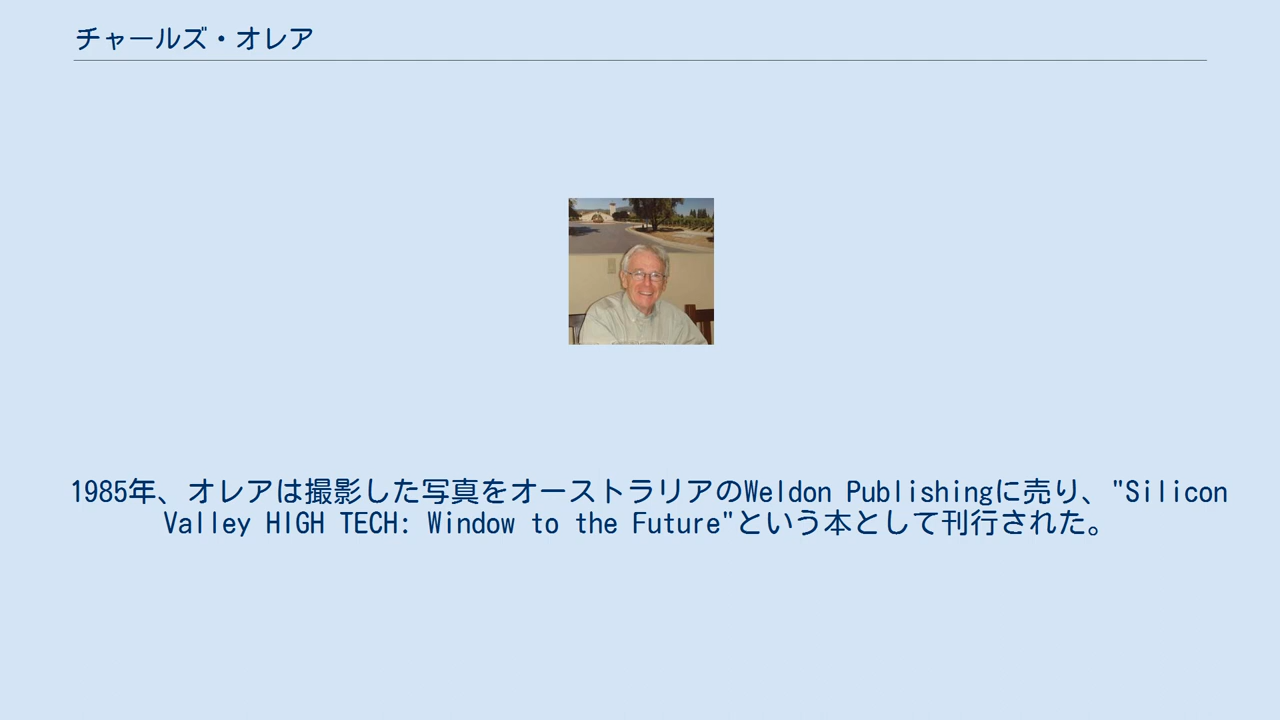 チャールズ・オレア
1985年、オレアは撮影した写真をオーストラリアのWeldon Publishingに売り、"Silicon
Valley HIGH TECH: Window to the Future"という本として刊行された。